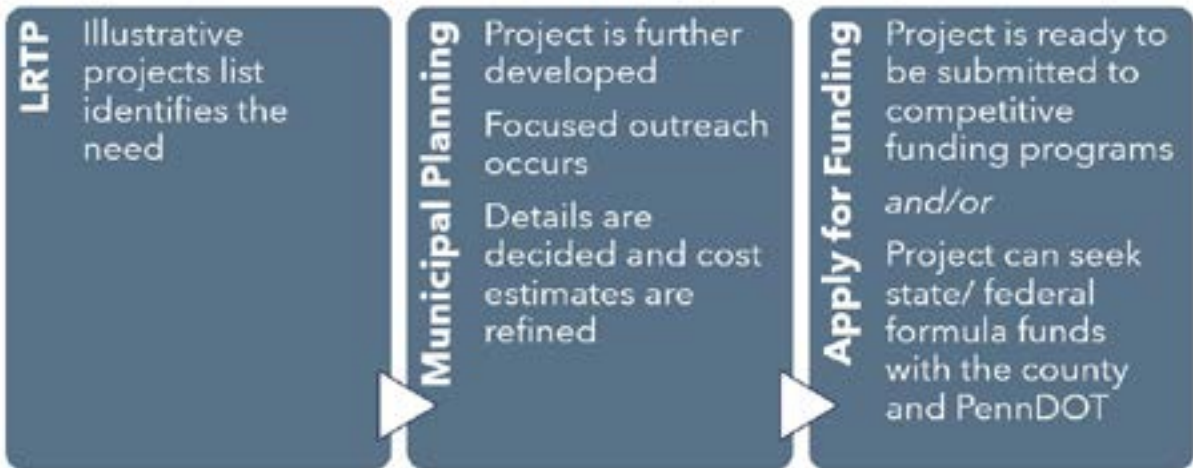 LRTP
Illustrative
projects list
identifies the
need
Municipal Planning
Project is further
developed
Focused outreach
occurs
Details are
decided and cost
estimates are
refined
Apply for Funding
Project is ready to
be submitted to
competitive
funding programs
and/or
Project can seek
state/ federal
formula funds
with the county
and PennDOT